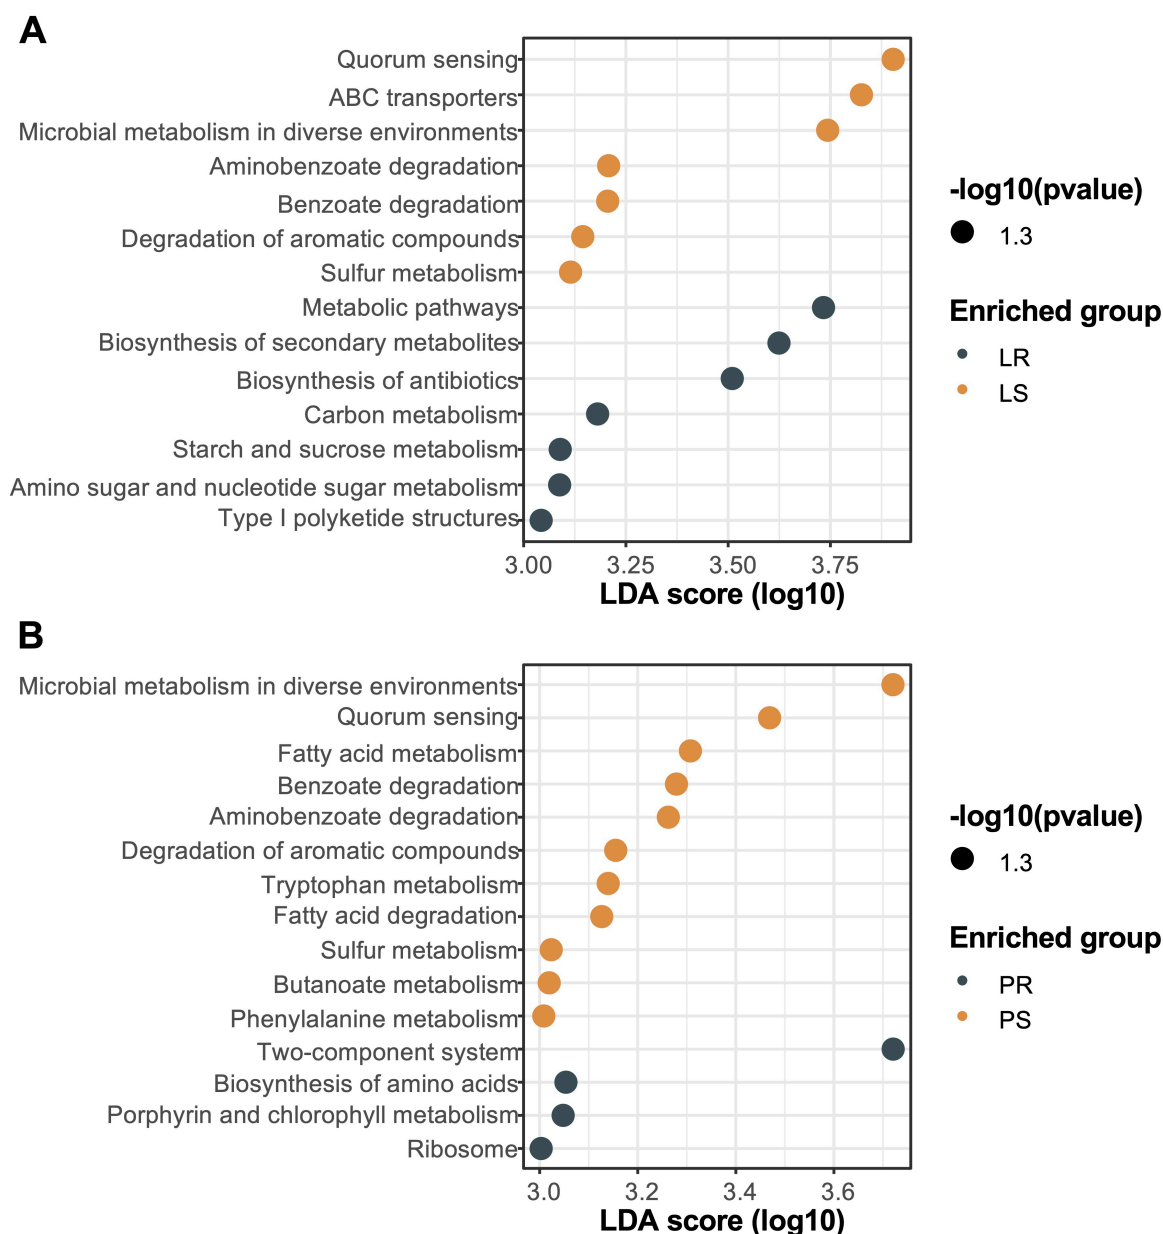 A
Quorum sensing
ABC transporters
Microbial metabolism in diverse environments
Aminobenzoate degradation
Benzoate degradation
Degradation of aromatic compounds
Sulfur metabolism
Metabolic pathways
Biosynthesis of secondary metabolites
Biosynthesis of antibiotics
Carbon metabolism
Starch and sucrose metabolism
Amino sugar and nucleotide sugar metabolism
Type I polyketide structures
3.00 3.25 3.50 3.75
LDA score (log10)
-log10(pvalue)
1.3
Enriched group
LR
LS
B
Microbial metabolism in diverse environments
Quorum sensing
Fatty acid metabolism
Benzoate degradation
Aminobenzoate degradation
Degradation of aromatic compounds
Tryptophan metabolism
Fatty acid degradation
Sulfur metabolism
Butanoate metabolism
Phenylalanine metabolism
Two-component system
Biosynthesis of amino acids
Porphyrin and chlorophyll metabolism
Ribosome
3.0 3.2 3.4 3.6
LDA score (log10)
-log10(pvalue)
1.3
Enriched group
PR
PS